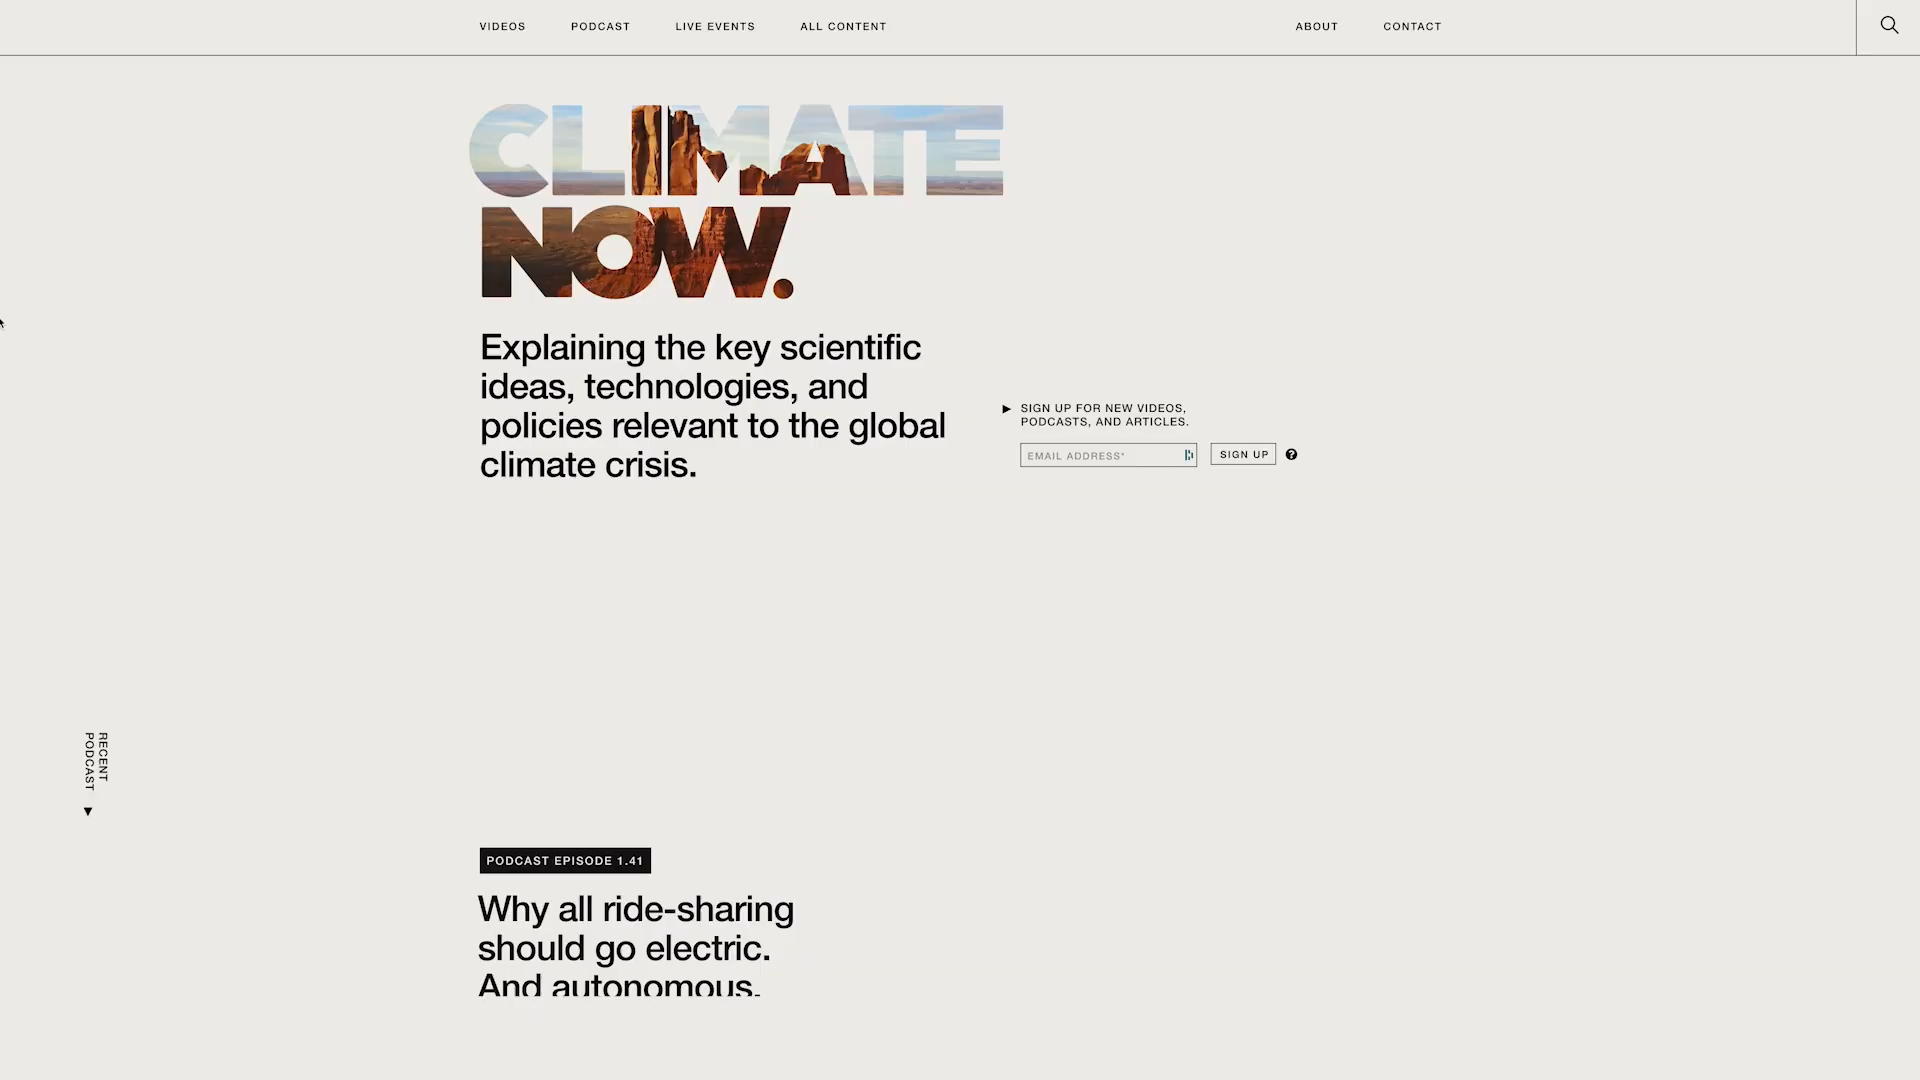 VIDEOS PODCAST LIVE EVENTS ALL CONTENT ABOUT CONTACT
CLIMATE
NOW.
Explaining the key scientific
ideas, technologies, and
policies relevant to the global
climate crisis.
SIGN UP FOR NEW VIDEOS,
PODCASTS, AND ARTICLES.
EMAIL ADDRESS* SIGN UP ?
RECENT
PODCAST
PODCAST EPISODE 1.41
Why all ride-sharing
should go electric.
And autonomous.